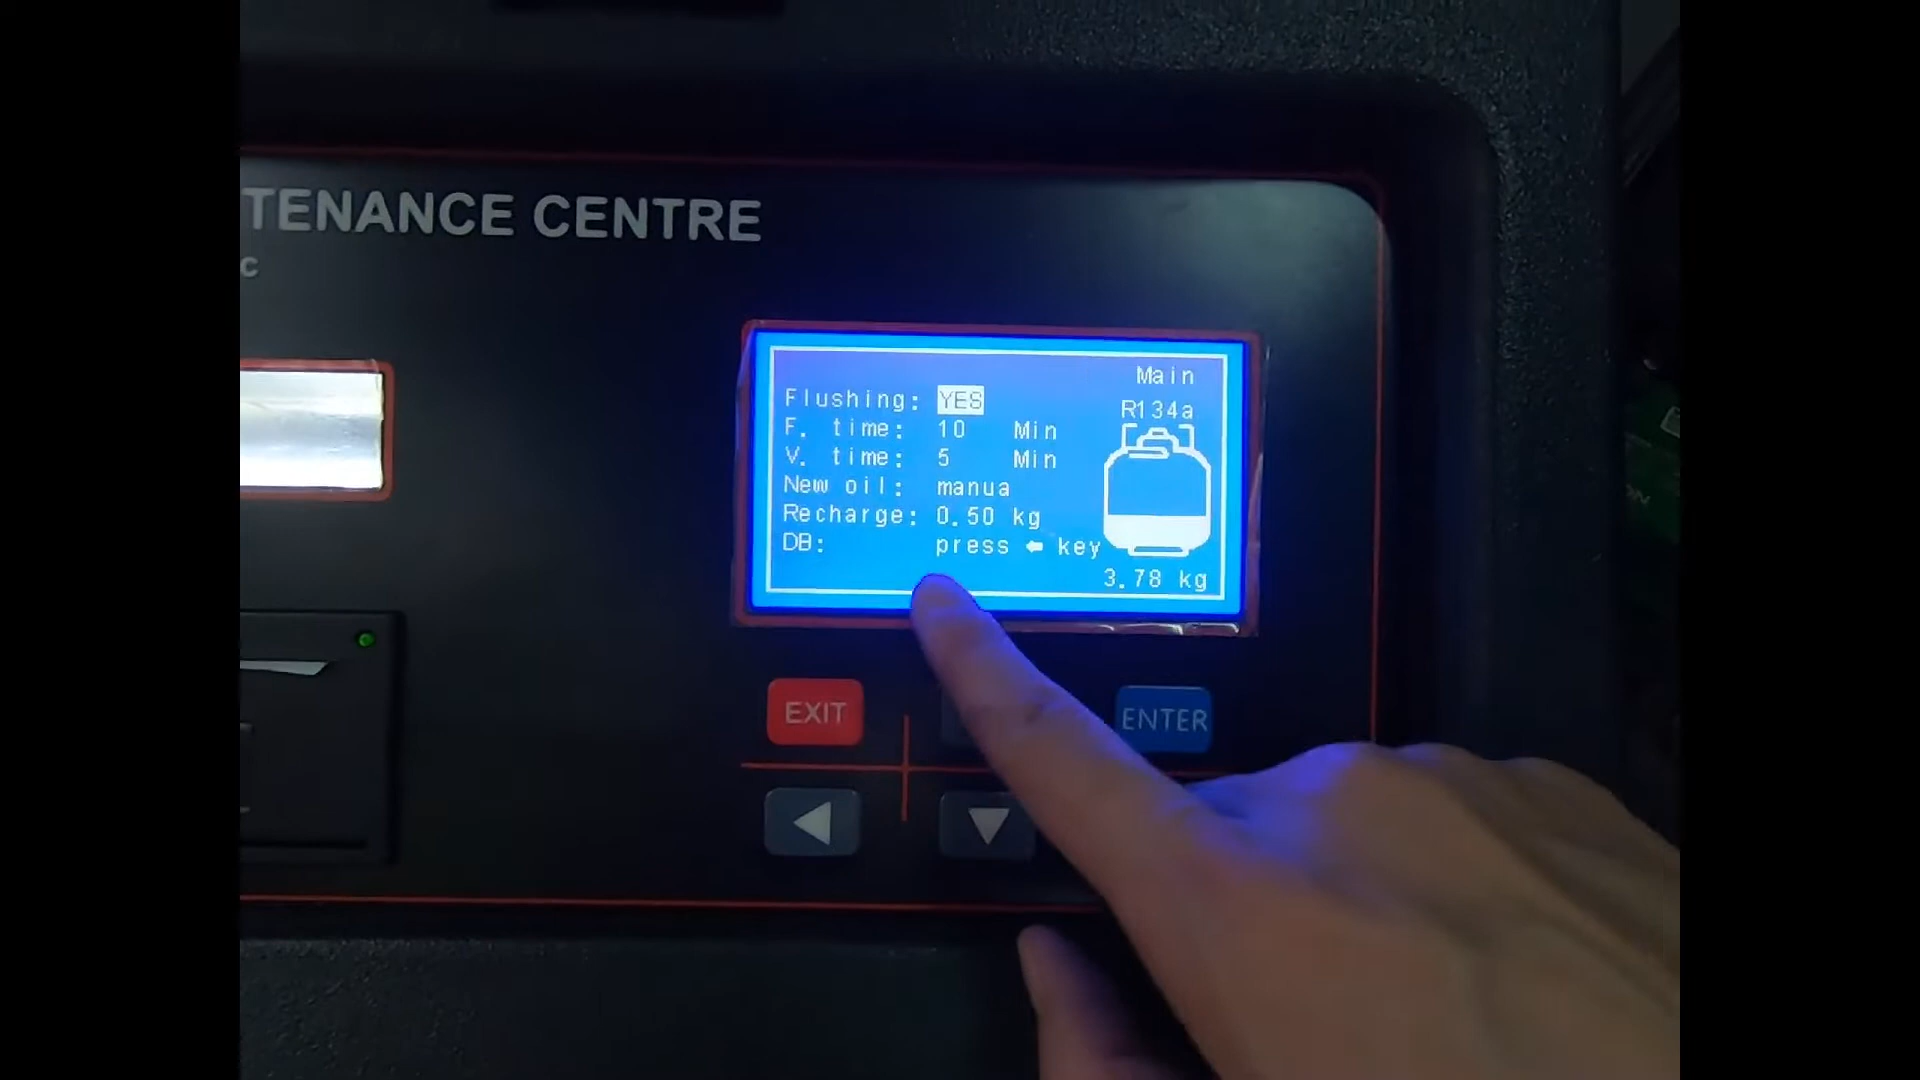 TENANCE CENTRE
c
Main
Flushing: YES
R134a
F. time: 10 Min
V. time: 5 Min
New oil: manua
Recharge: 0.50 kg
DB: press ⬅ key
3.78 kg
EXIT
ENTER